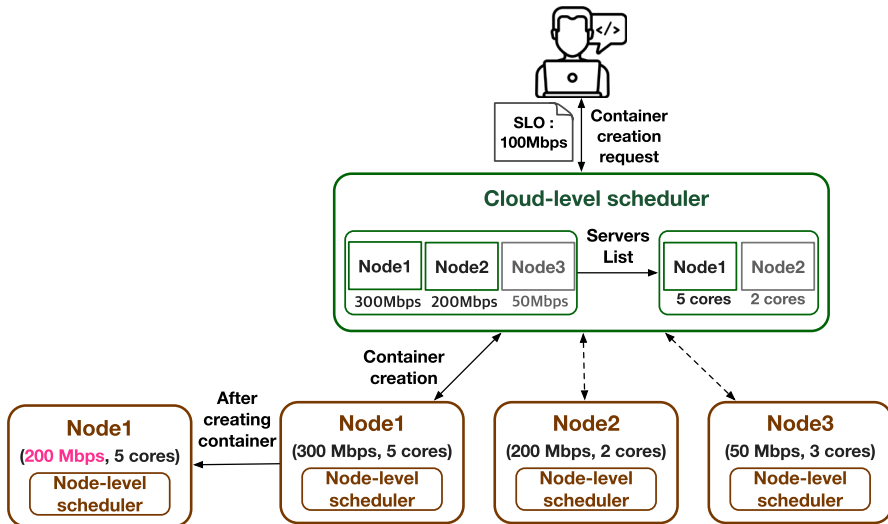 </>
SLO :
100Mbps
Container
creation
request
Cloud-level scheduler
Node1
Node2
Node3
300Mbps
200Mbps
50Mbps
Servers
List
Node1
Node2
5 cores
2 cores
Container
creation
After
creating
container
Node1
(200 Mbps, 5 cores)
Node-level
scheduler
Node1
(300 Mbps, 5 cores)
Node-level
scheduler
Node2
(200 Mbps, 2 cores)
Node-level
scheduler
Node3
(50 Mbps, 3 cores)
Node-level
scheduler